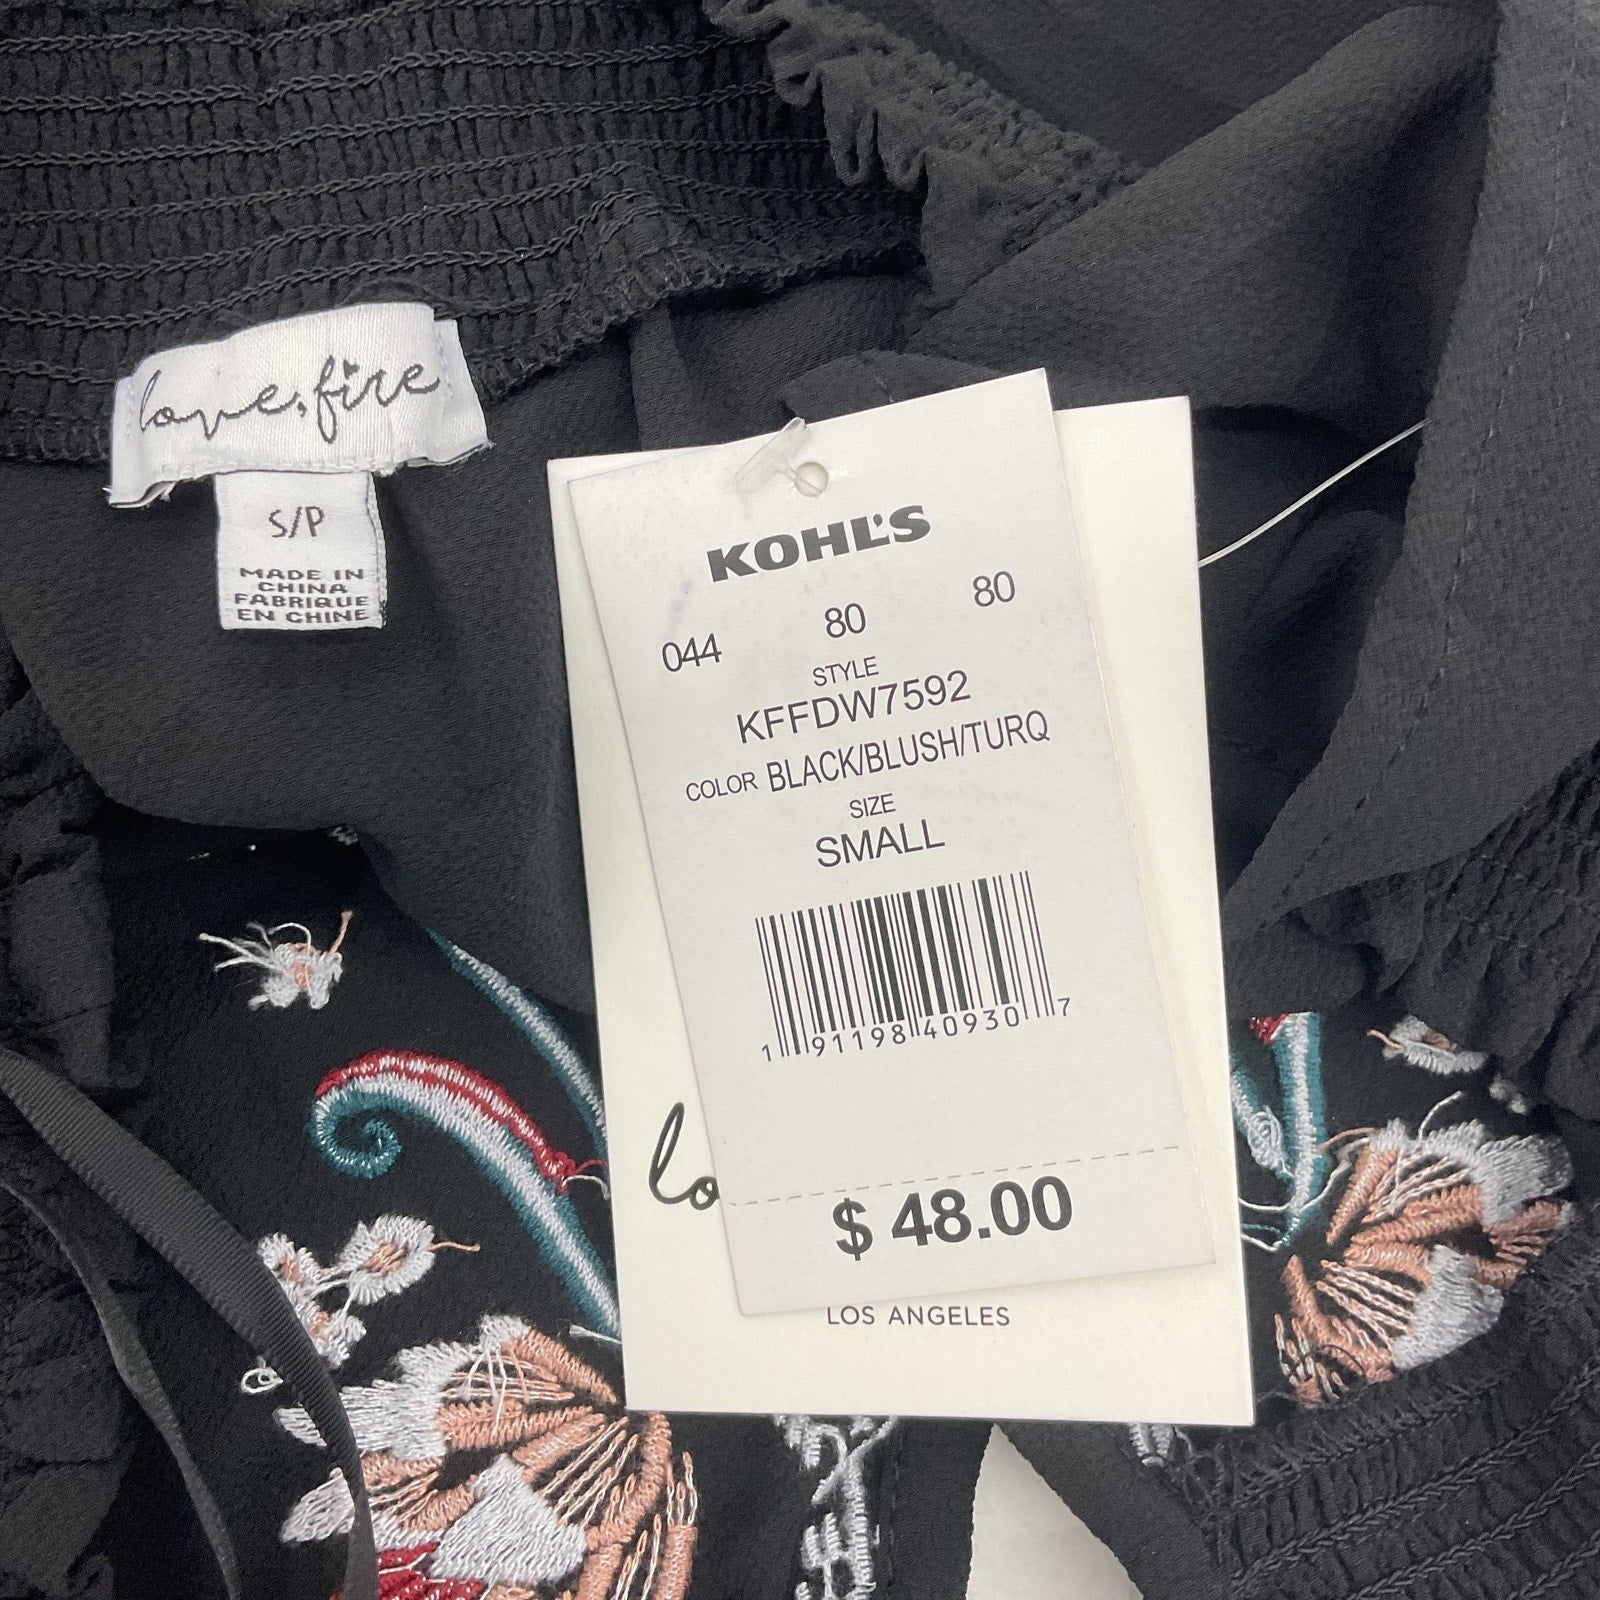 love, fire
S/P
MADE IN
CHINA
FABRIQUE
EN CHINE
KOHL'S
044 80 80
STYLE
KFFDW7592
COLOR BLACK/BLUSH/TURQ
SIZE
SMALL
1 91198 40930 7
$ 48.00
lo
LOS ANGELES